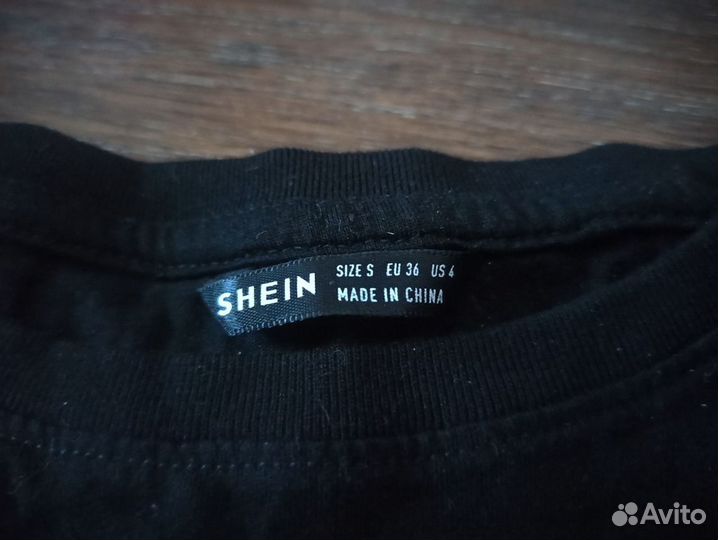 SHEIN
SIZE S EU 36 US 4
MADE IN CHINA
Avito